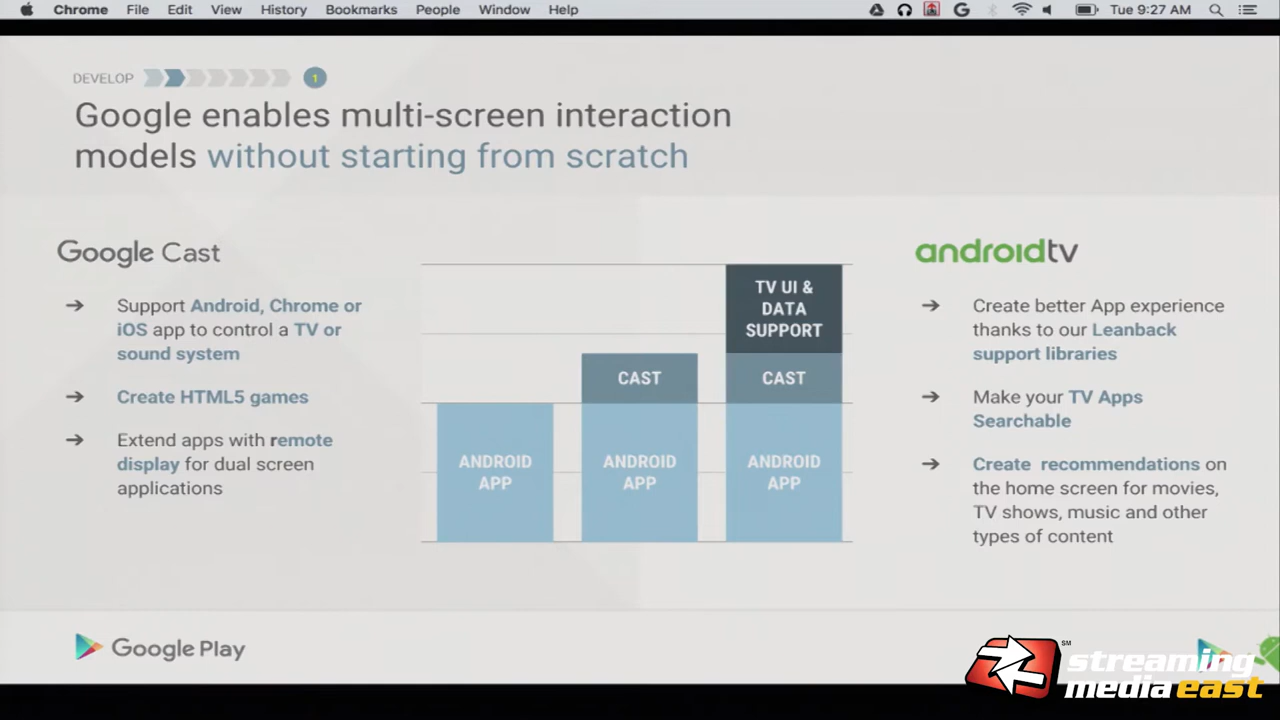 Chrome File Edit View History Bookmarks People Window Help Tue 9:27 AM
DEVELOP 1
Google enables multi-screen interaction
models without starting from scratch
Google Cast
→ Support Android, Chrome or
iOS app to control a TV or
sound system
→ Create HTML5 games
→ Extend apps with remote
display for dual screen
applications
ANDROID
APP
CAST
ANDROID
APP
TV UI &
DATA
SUPPORT
CAST
ANDROID
APP
androidtv
→ Create better App experience
thanks to our Leanback
support libraries
→ Make your TV Apps
Searchable
→ Create recommendations on
the home screen for movies,
TV shows, music and other
types of content
Google Play
SM
streaming
media east